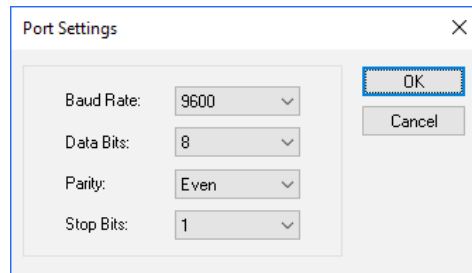 Port Settings
OK
Baud Rate: 9600
Cancel
Data Bits: 8
Parity: Even
Stop Bits: 1